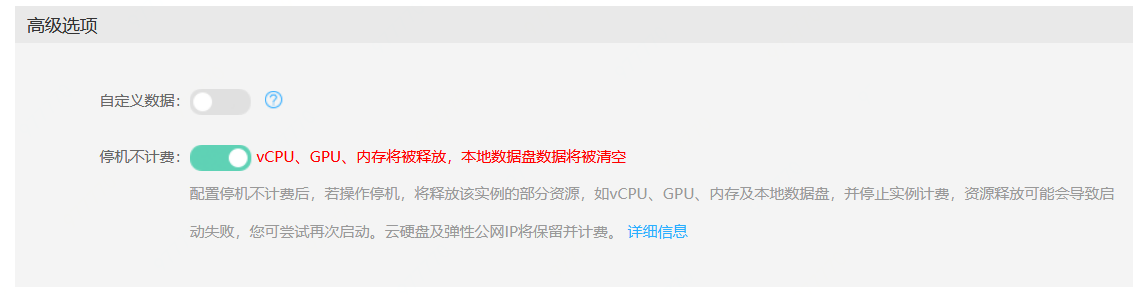 高级选项
自定义数据：
停机不计费： vCPU、GPU、内存将被释放，本地数据盘数据将被清空
配置停机不计费后，若操作停机，将释放该实例的部分资源，如vCPU、GPU、内存及本地数据盘，并停止实例计费，资源释放可能会导致启
动失败，您可尝试再次启动。云硬盘及弹性公网IP将保留并计费。 详细信息